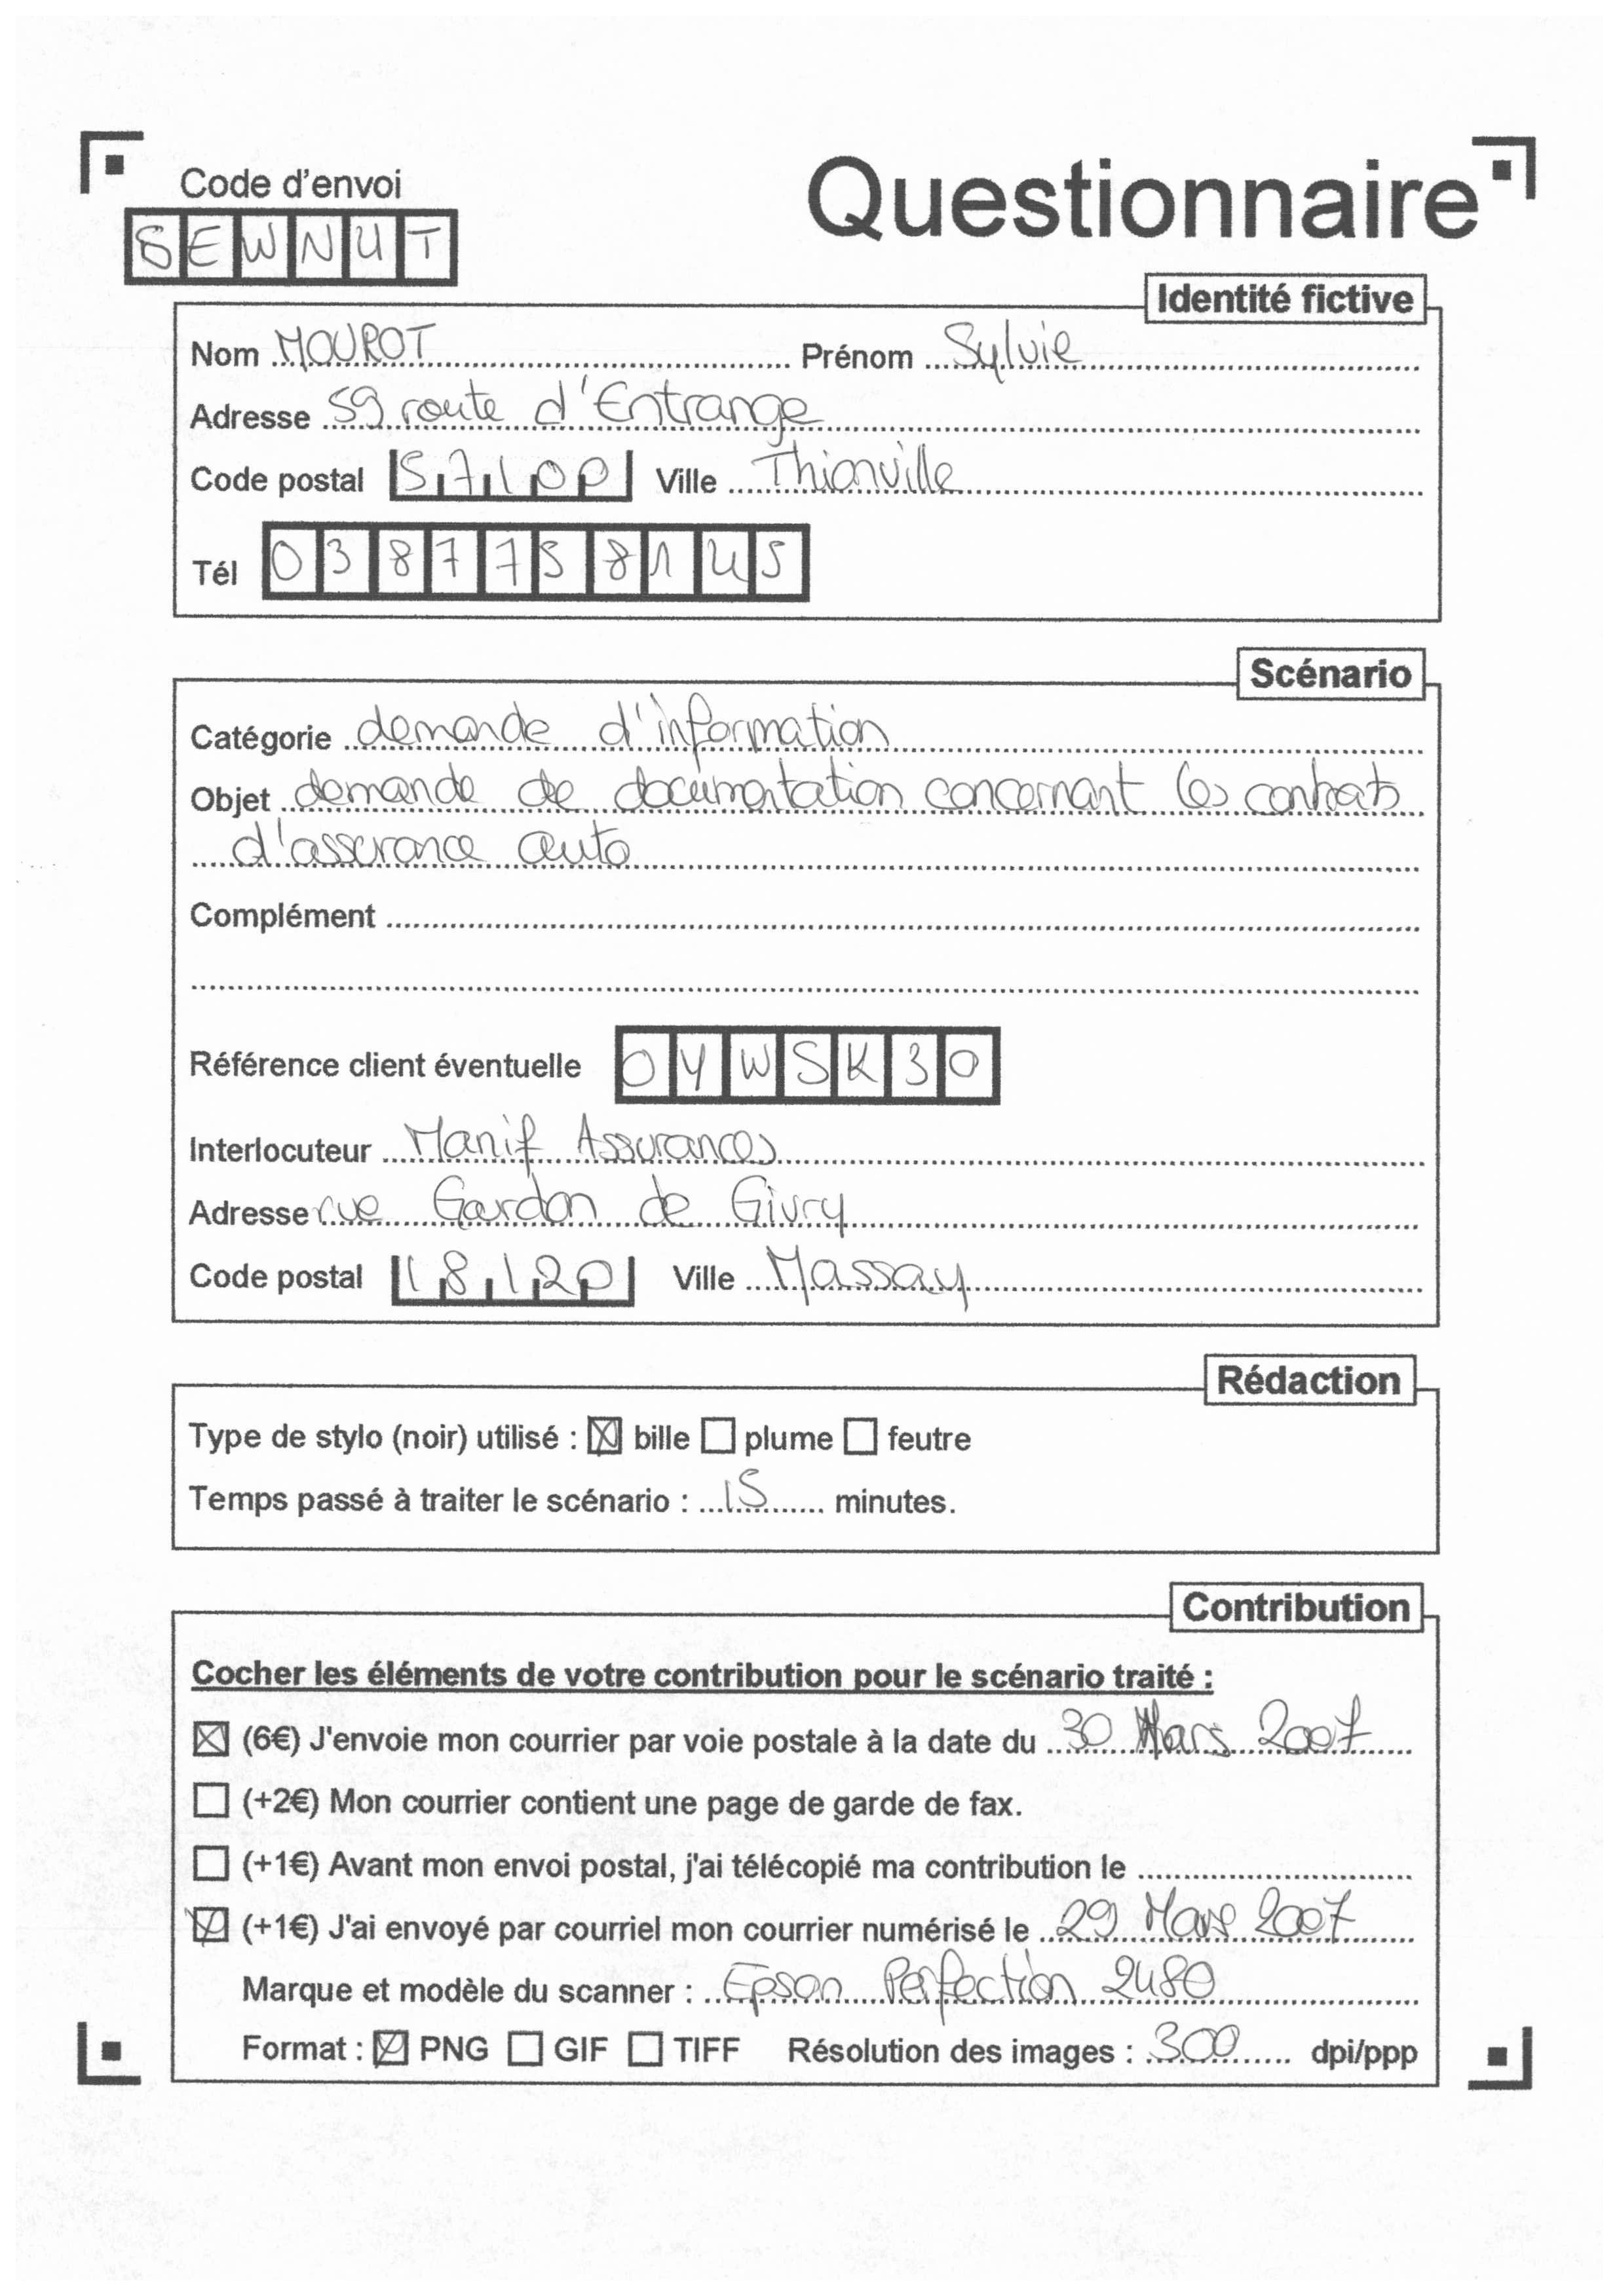 Code d'envoi
Questionnaire
SEWNUT
Identité fictive
Nom MOUROT Prénom Sylvie
Adresse 59 route d'Entrange
Code postal 57100 Ville Thionville
Tél 0387758145
Scénario
Catégorie demande d'information
Objet demande de documentation concernant les contrats
d'assurance auto
Complément
Référence client éventuelle OYWSK30
Interlocuteur Manif Assurances
Adresse rue Gardon de Givry
Code postal 18120 Ville Massay
Rédaction
Type de stylo (noir) utilisé : ☒ bille ☐ plume ☐ feutre
Temps passé à traiter le scénario : 15 minutes.
Contribution
Cocher les éléments de votre contribution pour le scénario traité :
☒ (6€) J'envoie mon courrier par voie postale à la date du 30 Mars 2007
☐ (+2€) Mon courrier contient une page de garde de fax.
☐ (+1€) Avant mon envoi postal, j'ai télécopié ma contribution le
☒ (+1€) J'ai envoyé par courriel mon courrier numérisé le 29 Mars 2007
Marque et modèle du scanner : Epson Perfection 2480
Format : ☒ PNG ☐ GIF ☐ TIFF Résolution des images : 300 dpi/ppp